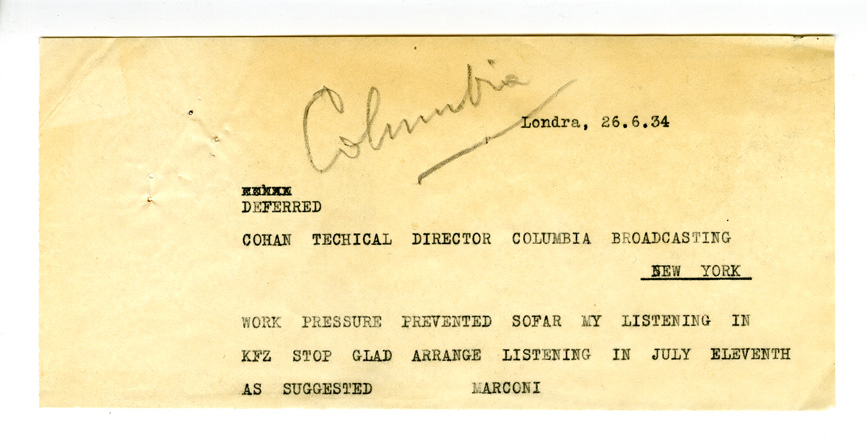 Columbia
Londra, 26.6.34
DEFERRED
COHAN TECHICAL DIRECTOR COLUMBIA BROADCASTING
NEW YORK
WORK PRESSURE PREVENTED SOFAR MY LISTENING IN
KFZ STOP GLAD ARRANGE LISTENING IN JULY ELEVENTH
AS SUGGESTED MARCONI